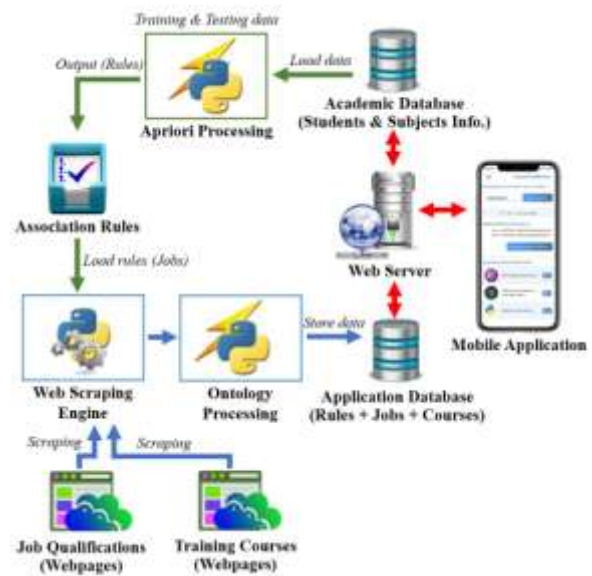 Training & Testing data
Output (Rules)
Load data
Apriori Processing
Academic Database
(Students & Subjects Info.)
Association Rules
Load rules (Jobs)
Web Server
Mobile Application
Store data
Web Scraping
Engine
Ontology
Processing
Application Database
(Rules + Jobs + Courses)
Scraping
Scraping
Job Qualifications
(Webpages)
Training Courses
(Webpages)